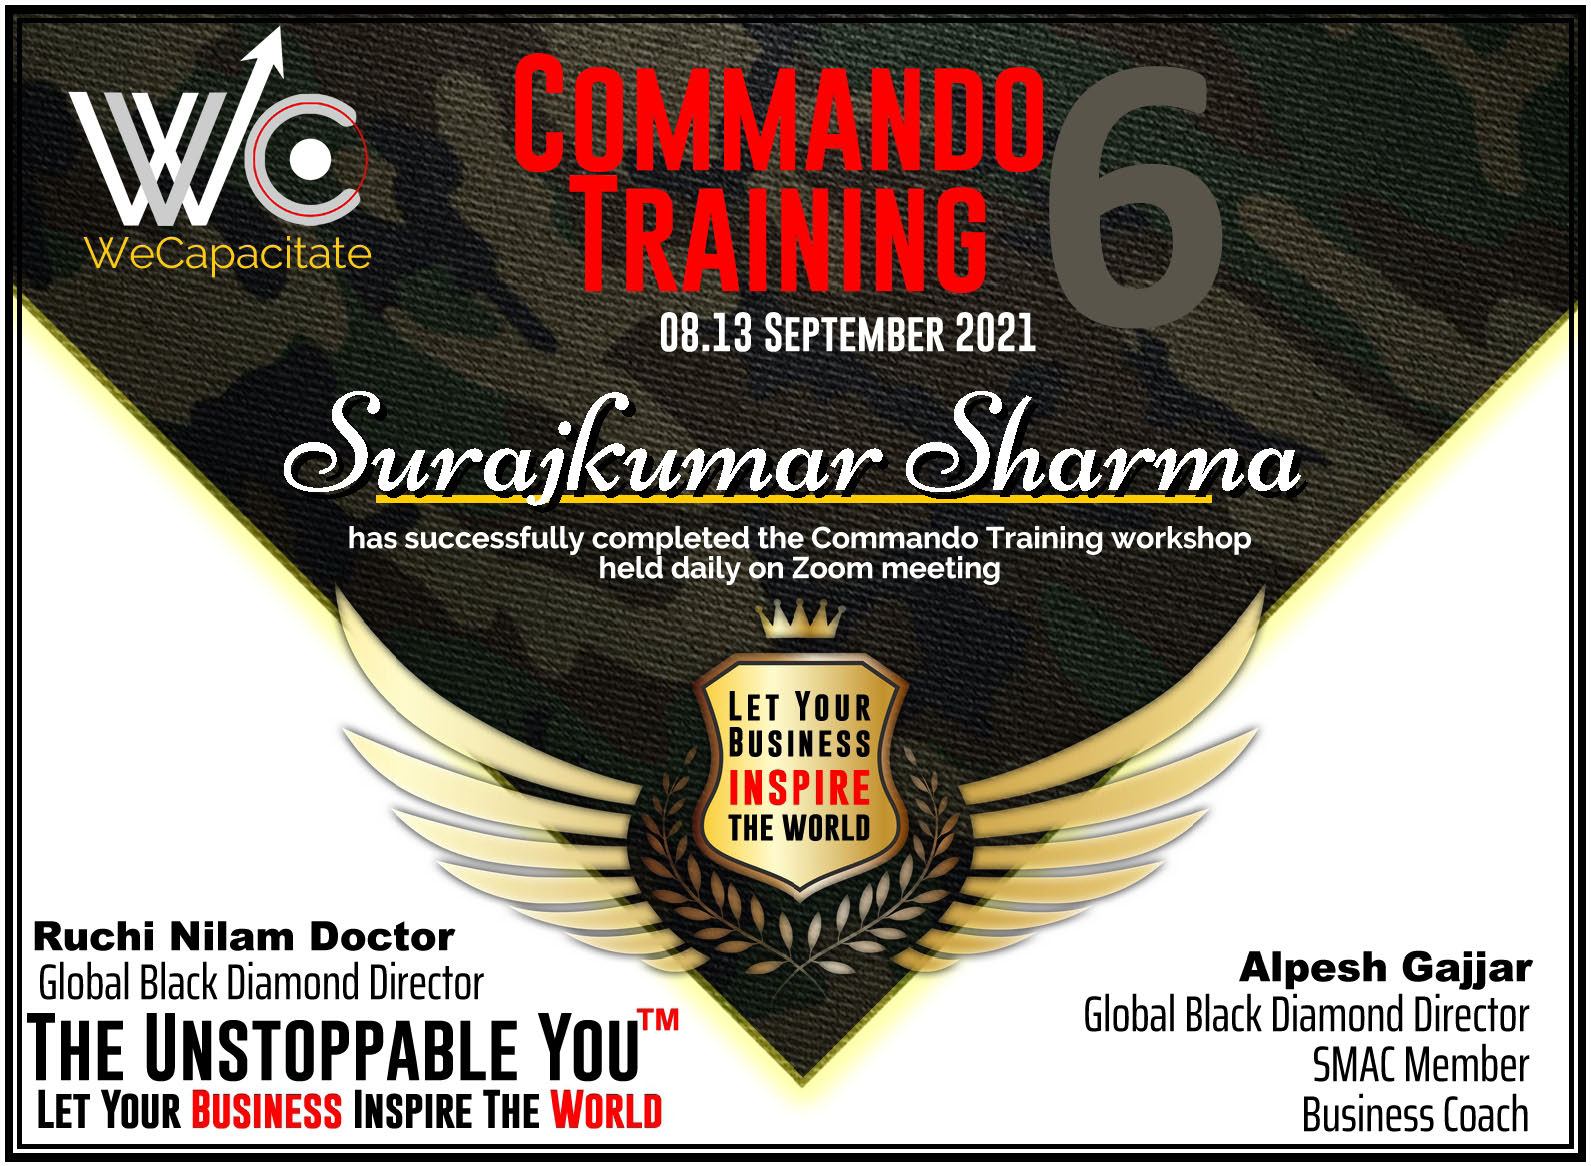 WC
WeCapacitate
COMMANDO
TRAINING
6
08.13 SEPTEMBER 2021
Surajkumar Sharma
has successfully completed the Commando Training workshop
held daily on Zoom meeting
LET YOUR
BUSINESS
INSPIRE
THE WORLD
Ruchi Nilam Doctor
Global Black Diamond Director
THE UNSTOPPABLE YOU™
LET YOUR BUSINESS INSPIRE THE WORLD
Alpesh Gajjar
Global Black Diamond Director
SMAC Member
Business Coach